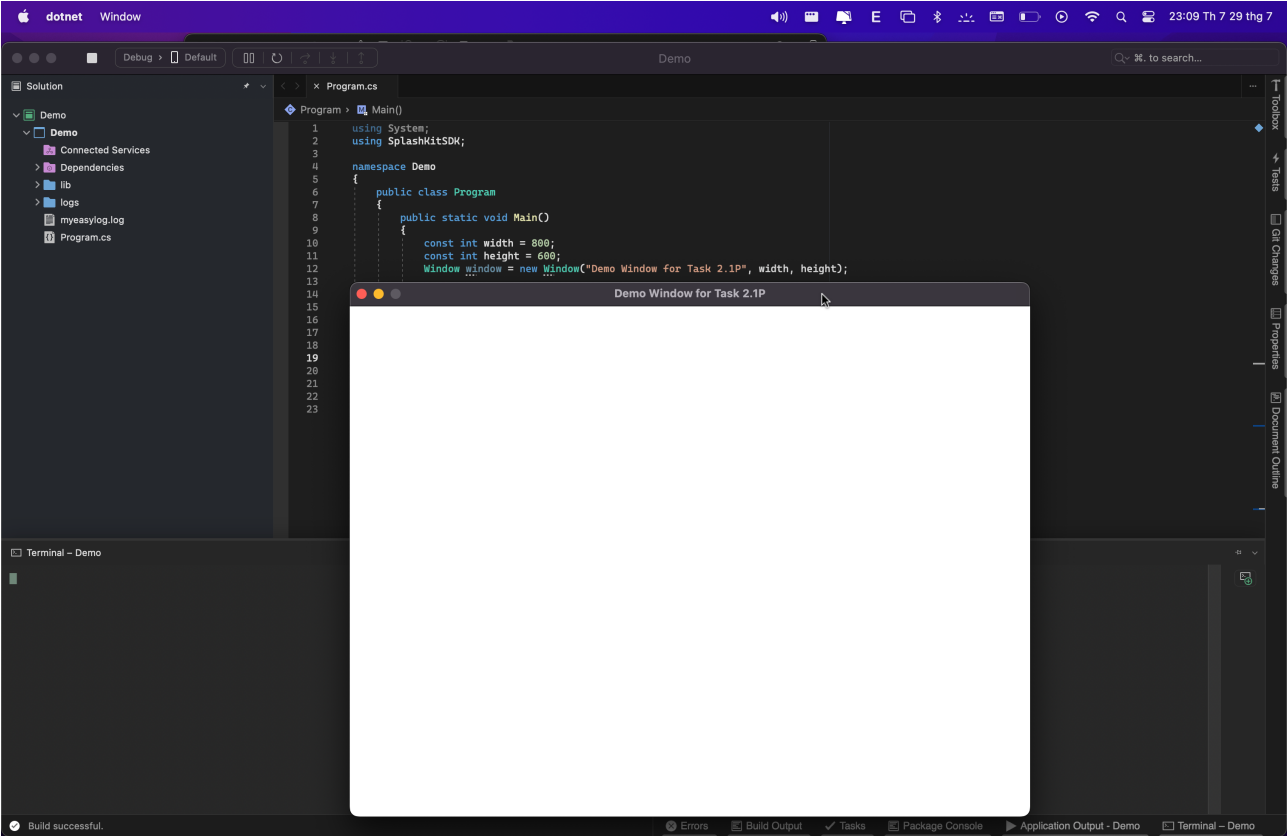 dotnet Window E 23:09 Th 7 29 thg 7
Debug > Default Demo ⌘. to search...
Solution
Demo
Demo
Connected Services
Dependencies
lib
logs
myeasylog.log
Program.cs
× Program.cs
Program > Main()
1 using System;
2 using SplashKitSDK;
3
4 namespace Demo
5 {
6 public class Program
7 {
8 public static void Main()
9 {
10 const int width = 800;
11 const int height = 600;
12 Window window = new Window("Demo Window for Task 2.1P", width, height);
13
14
15
16
17
18
19
20
21
22
23
Demo Window for Task 2.1P
Toolbox
Tests
Git Changes
Properties
Document Outline
Terminal – Demo
Build successful.
Errors Build Output Tasks Package Console Application Output - Demo Terminal – Demo